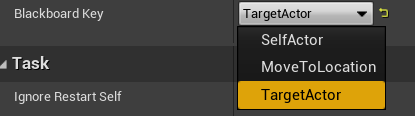 Blackboard Key
TargetActor
SelfActor
MoveToLocation
TargetActor
Task
Ignore Restart Self